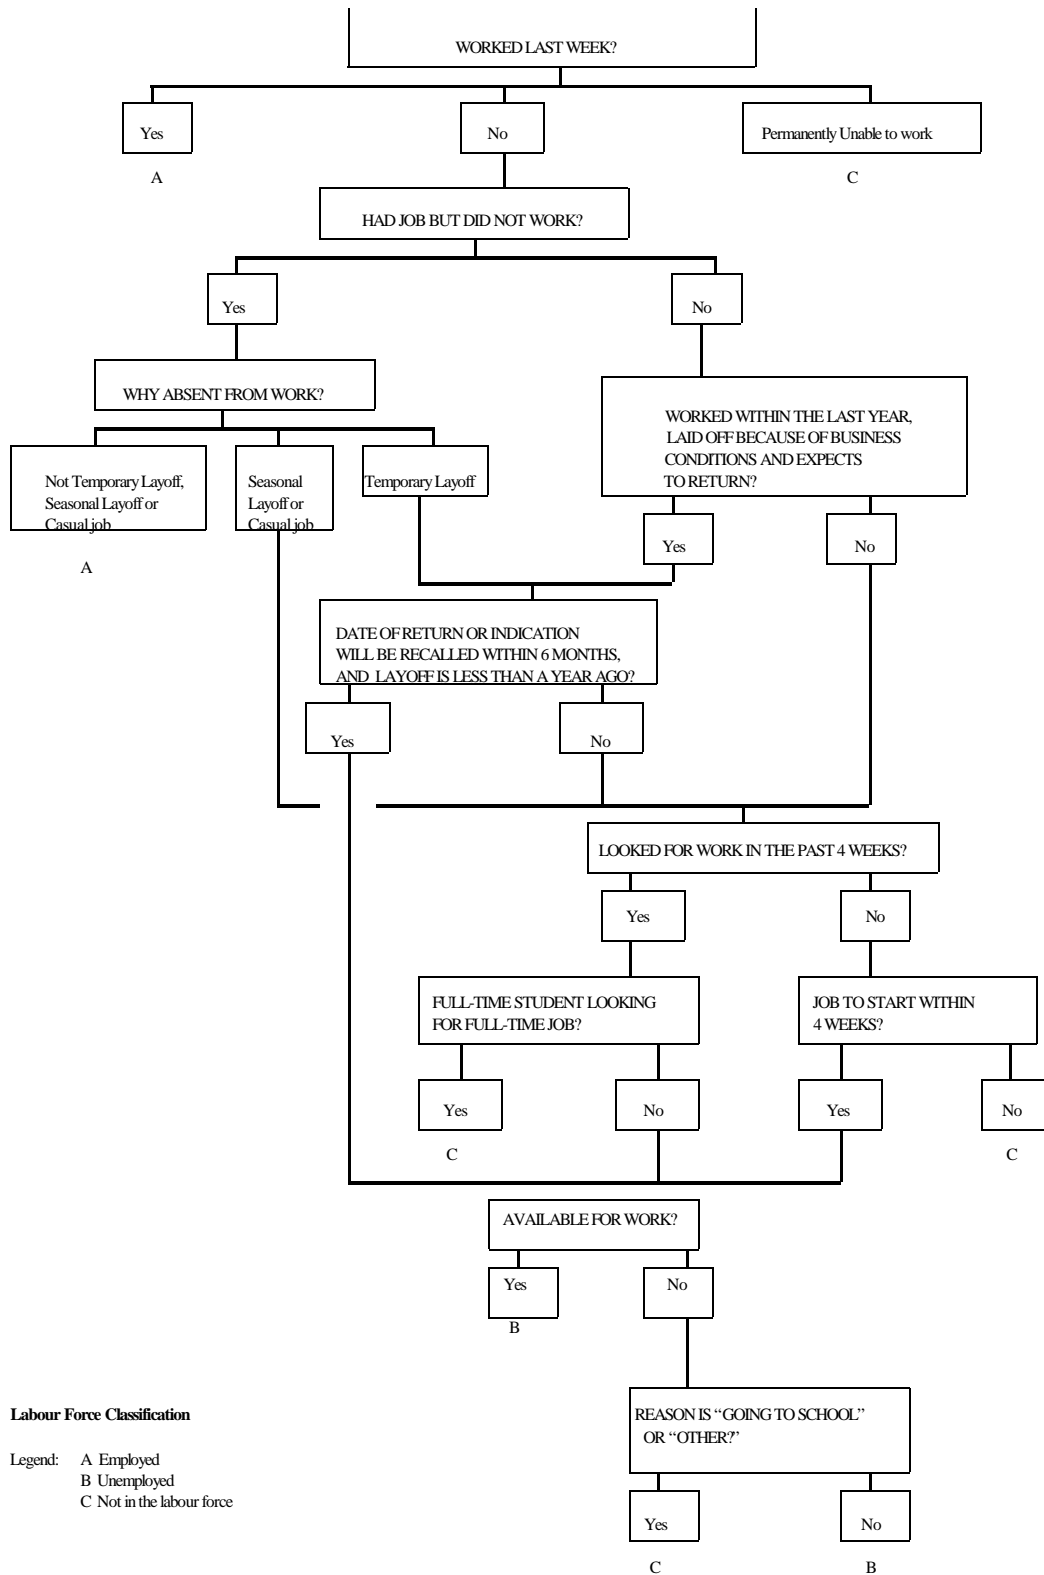 WORKED LAST WEEK?
Yes
No
Permanently Unable to work
A
C
HAD JOB BUT DID NOT WORK?
Yes
No
WHY ABSENT FROM WORK?
WORKED WITHIN THE LAST YEAR,
LAID OFF BECAUSE OF BUSINESS
CONDITIONS AND EXPECTS
TO RETURN?
Not Temporary Layoff,
Seasonal Layoff or
Casual job
Seasonal
Layoff or
Casual job
Temporary Layoff
Yes
No
A
DATE OF RETURN OR INDICATION
WILL BE RECALLED WITHIN 6 MONTHS,
AND LAYOFF IS LESS THAN A YEAR AGO?
Yes
No
LOOKED FOR WORK IN THE PAST 4 WEEKS?
Yes
No
FULL-TIME STUDENT LOOKING
FOR FULL-TIME JOB?
JOB TO START WITHIN
4 WEEKS?
Yes
No
Yes
No
C
C
AVAILABLE FOR WORK?
Yes
No
B
REASON IS “GOING TO SCHOOL”
OR “OTHER?”
Yes
No
C
B
Labour Force Classification
Legend: A Employed
B Unemployed
C Not in the labour force